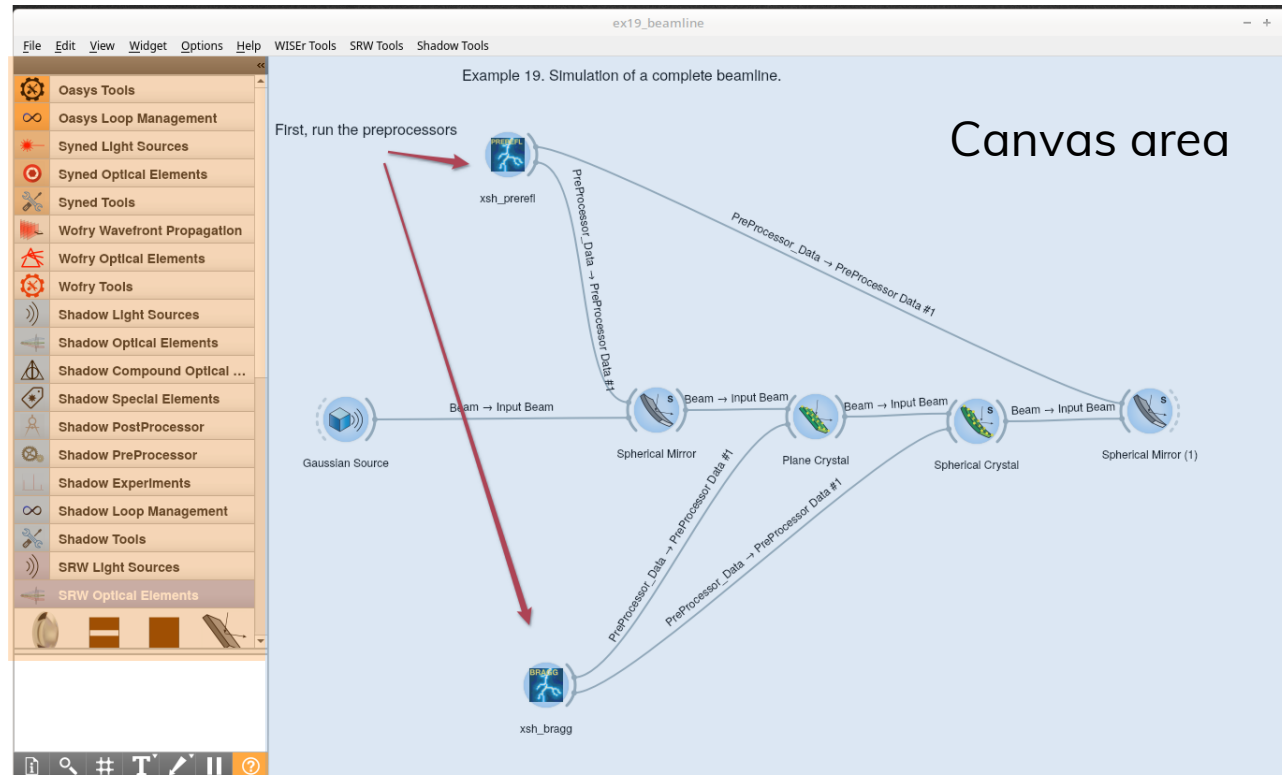 ex19_beamline
File Edit View Widget Options Help WISEr Tools SRW Tools Shadow Tools
Oasys Tools
Oasys Loop Management
Syned Light Sources
Syned Optical Elements
Syned Tools
Wofry Wavefront Propagation
Wofry Optical Elements
Wofry Tools
Shadow Light Sources
Shadow Optical Elements
Shadow Compound Optical ...
Shadow Special Elements
Shadow PostProcessor
Shadow PreProcessor
Shadow Experiments
Shadow Loop Management
Shadow Tools
SRW Light Sources
SRW Optical Elements
Example 19. Simulation of a complete beamline.
First, run the preprocessors
Canvas area
PREREFL
xsh_prerefl
PreProcessor_Data → PreProcessor Data #1
PreProcessor_Data → PreProcessor Data #1
Gaussian Source
Beam → Input Beam
S
Spherical Mirror
Beam → Input Beam
Plane Crystal
Beam → Input Beam
S
Spherical Crystal
Beam → Input Beam
S
Spherical Mirror (1)
PreProcessor_Data → PreProcessor Data #1
PreProcessor_Data → PreProcessor Data #1
BRAGG
xsh_bragg
T